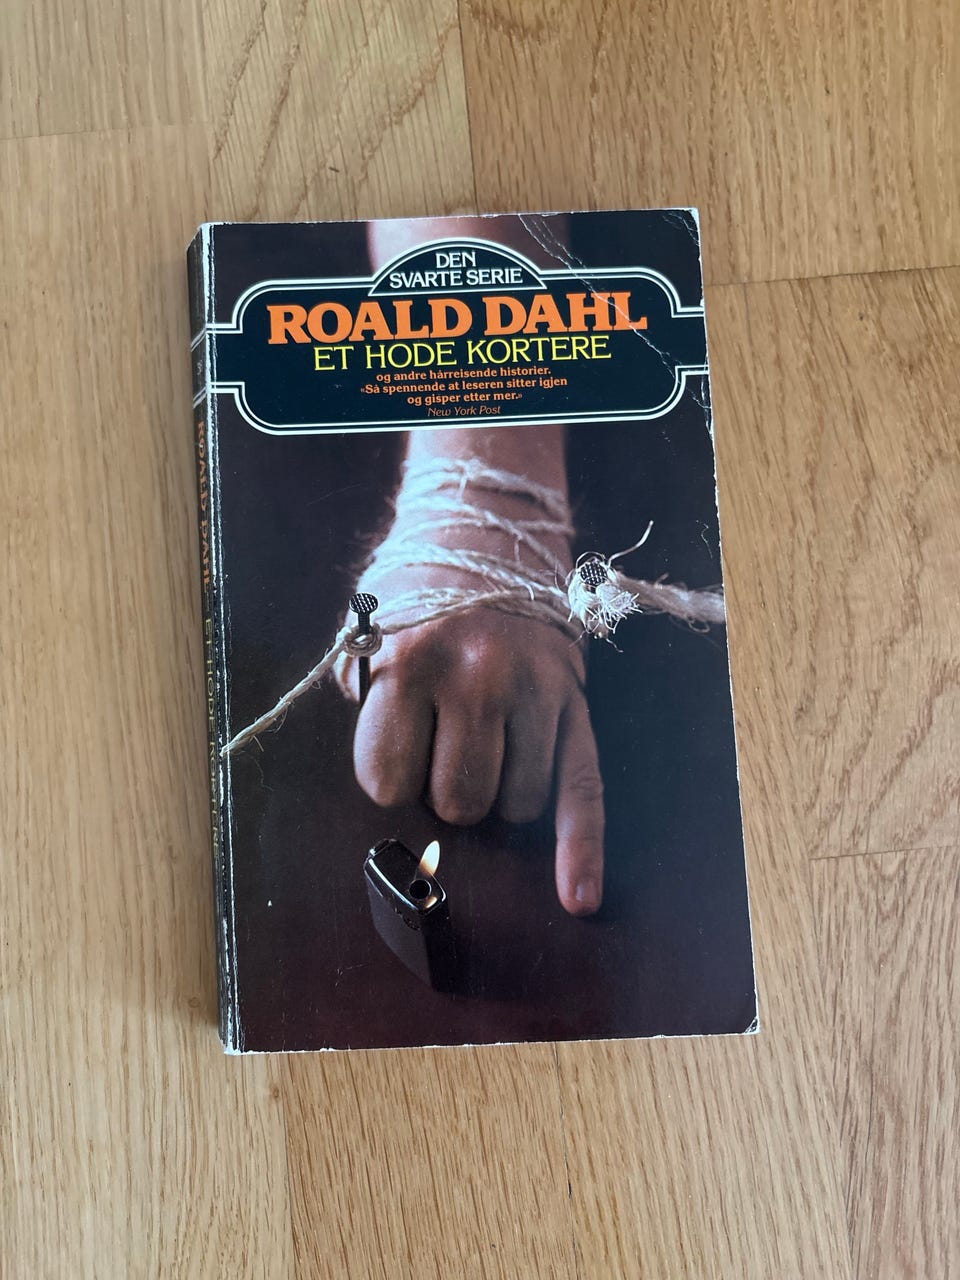 DEN
SVARTE SERIE
ROALD DAHL
ET HODE KORTERE
og andre hårreisende historier.
«Så spennende at leseren sitter igjen
og gisper etter mer.»
New York Post
ROALD DAHL ET HODE KORTERE